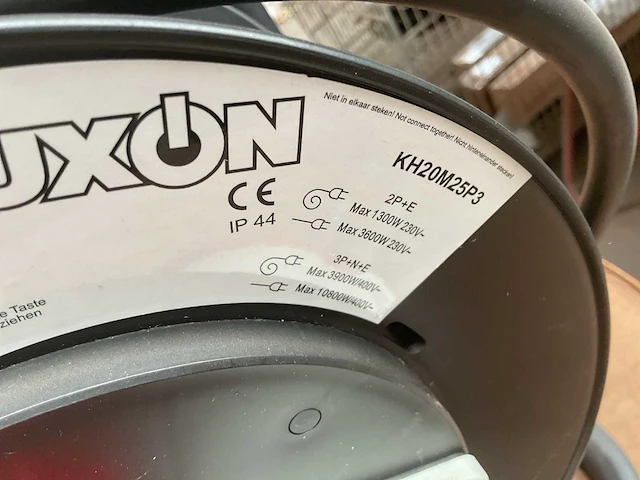 Niet in elkaar steken! Not connect together! Nicht hintereinander stecken!
UXON
KH20M25P3
CE
IP 44
2P+E
Max 1300W 230V~
Max 3600W 230V~
3P+N+E
Max 3900W/400V~
Max 10800W/400V~
e Taste
ziehen